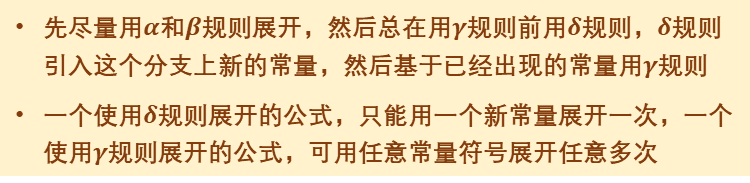 • 先尽量用α和β规则展开，然后总在用γ规则前用δ规则，δ规则
引入这个分支上新的常量，然后基于已经出现的常量用γ规则
• 一个使用δ规则展开的公式，只能用一个新常量展开一次，一个
使用γ规则展开的公式，可用任意常量符号展开任意多次